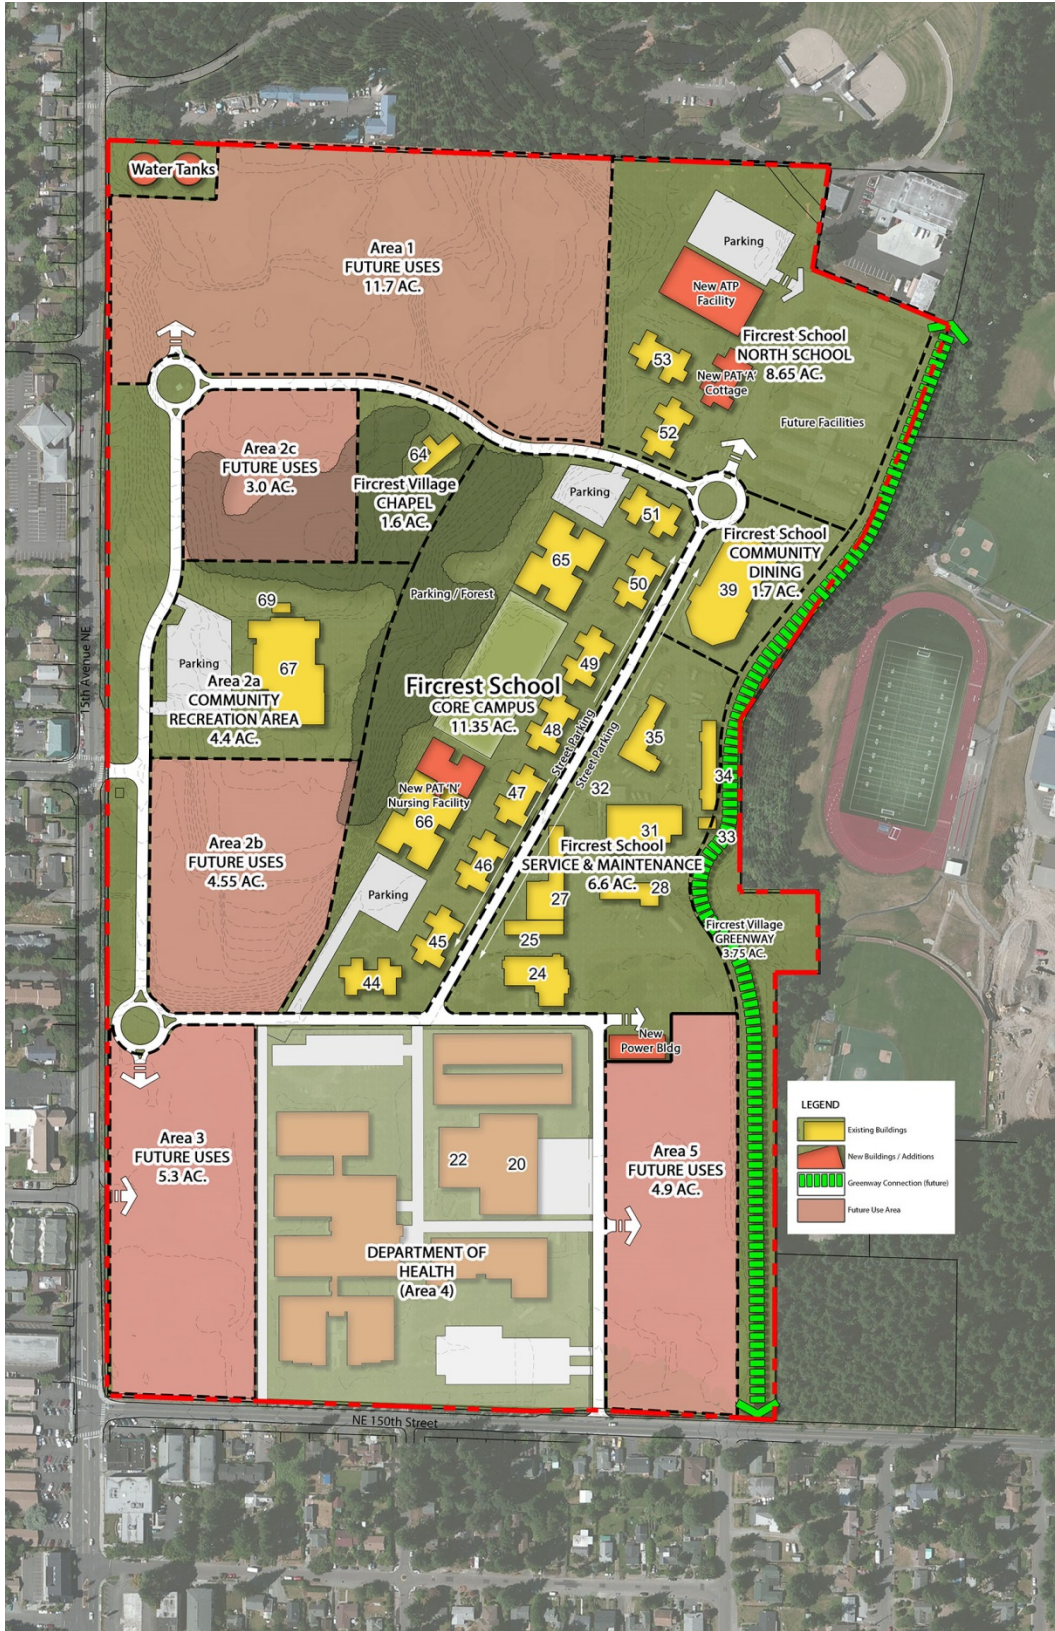 Water Tanks
Area 1
FUTURE USES
11.7 AC.
Parking
New ATP
Facility
Fircrest School
NORTH SCHOOL
8.65 AC.
53
New PAT 'A'
Cottage
52
Future Facilities
Area 2c
FUTURE USES
3.0 AC.
64
Fircrest Village
CHAPEL
1.6 AC.
Parking
51
Fircrest School
COMMUNITY
DINING
1.7 AC.
65
50
39
Parking / Forest
69
67
Parking
Area 2a
COMMUNITY
RECREATION AREA
4.4 AC.
15th Avenue NE
49
Fircrest School
CORE CAMPUS
11.35 AC.
48
Street Parking
Street Parking
35
34
47
32
New PAT 'N'
Nursing Facility
66
31
33
Area 2b
FUTURE USES
4.55 AC.
46
Fircrest School
SERVICE & MAINTENANCE
6.6 AC.
27
28
Parking
45
25
Fircrest Village
GREENWAY
3.75 AC.
44
24
New
Power Bldg
LEGEND
Existing Buildings
New Buildings / Additions
Greenway Connection (future)
Future Use Area
Area 3
FUTURE USES
5.3 AC.
22
20
Area 5
FUTURE USES
4.9 AC.
DEPARTMENT OF
HEALTH
(Area 4)
NE 150th Street